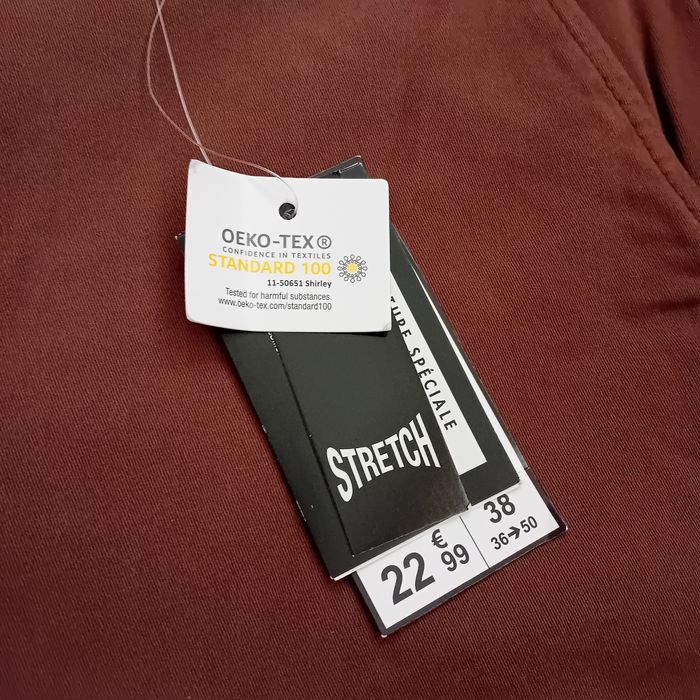 OEKO-TEX®
CONFIDENCE IN TEXTILES
STANDARD 100
11-50651 Shirley
Tested for harmful substances.
www.oeko-tex.com/standard100
SPÉCIALE
STRETCH
22€99
38
36→50